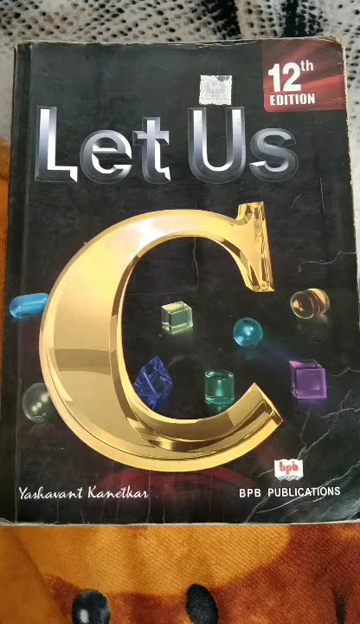 12th
EDITION
Let Us
C
bpb
Yashavant Kanetkar
BPB PUBLICATIONS